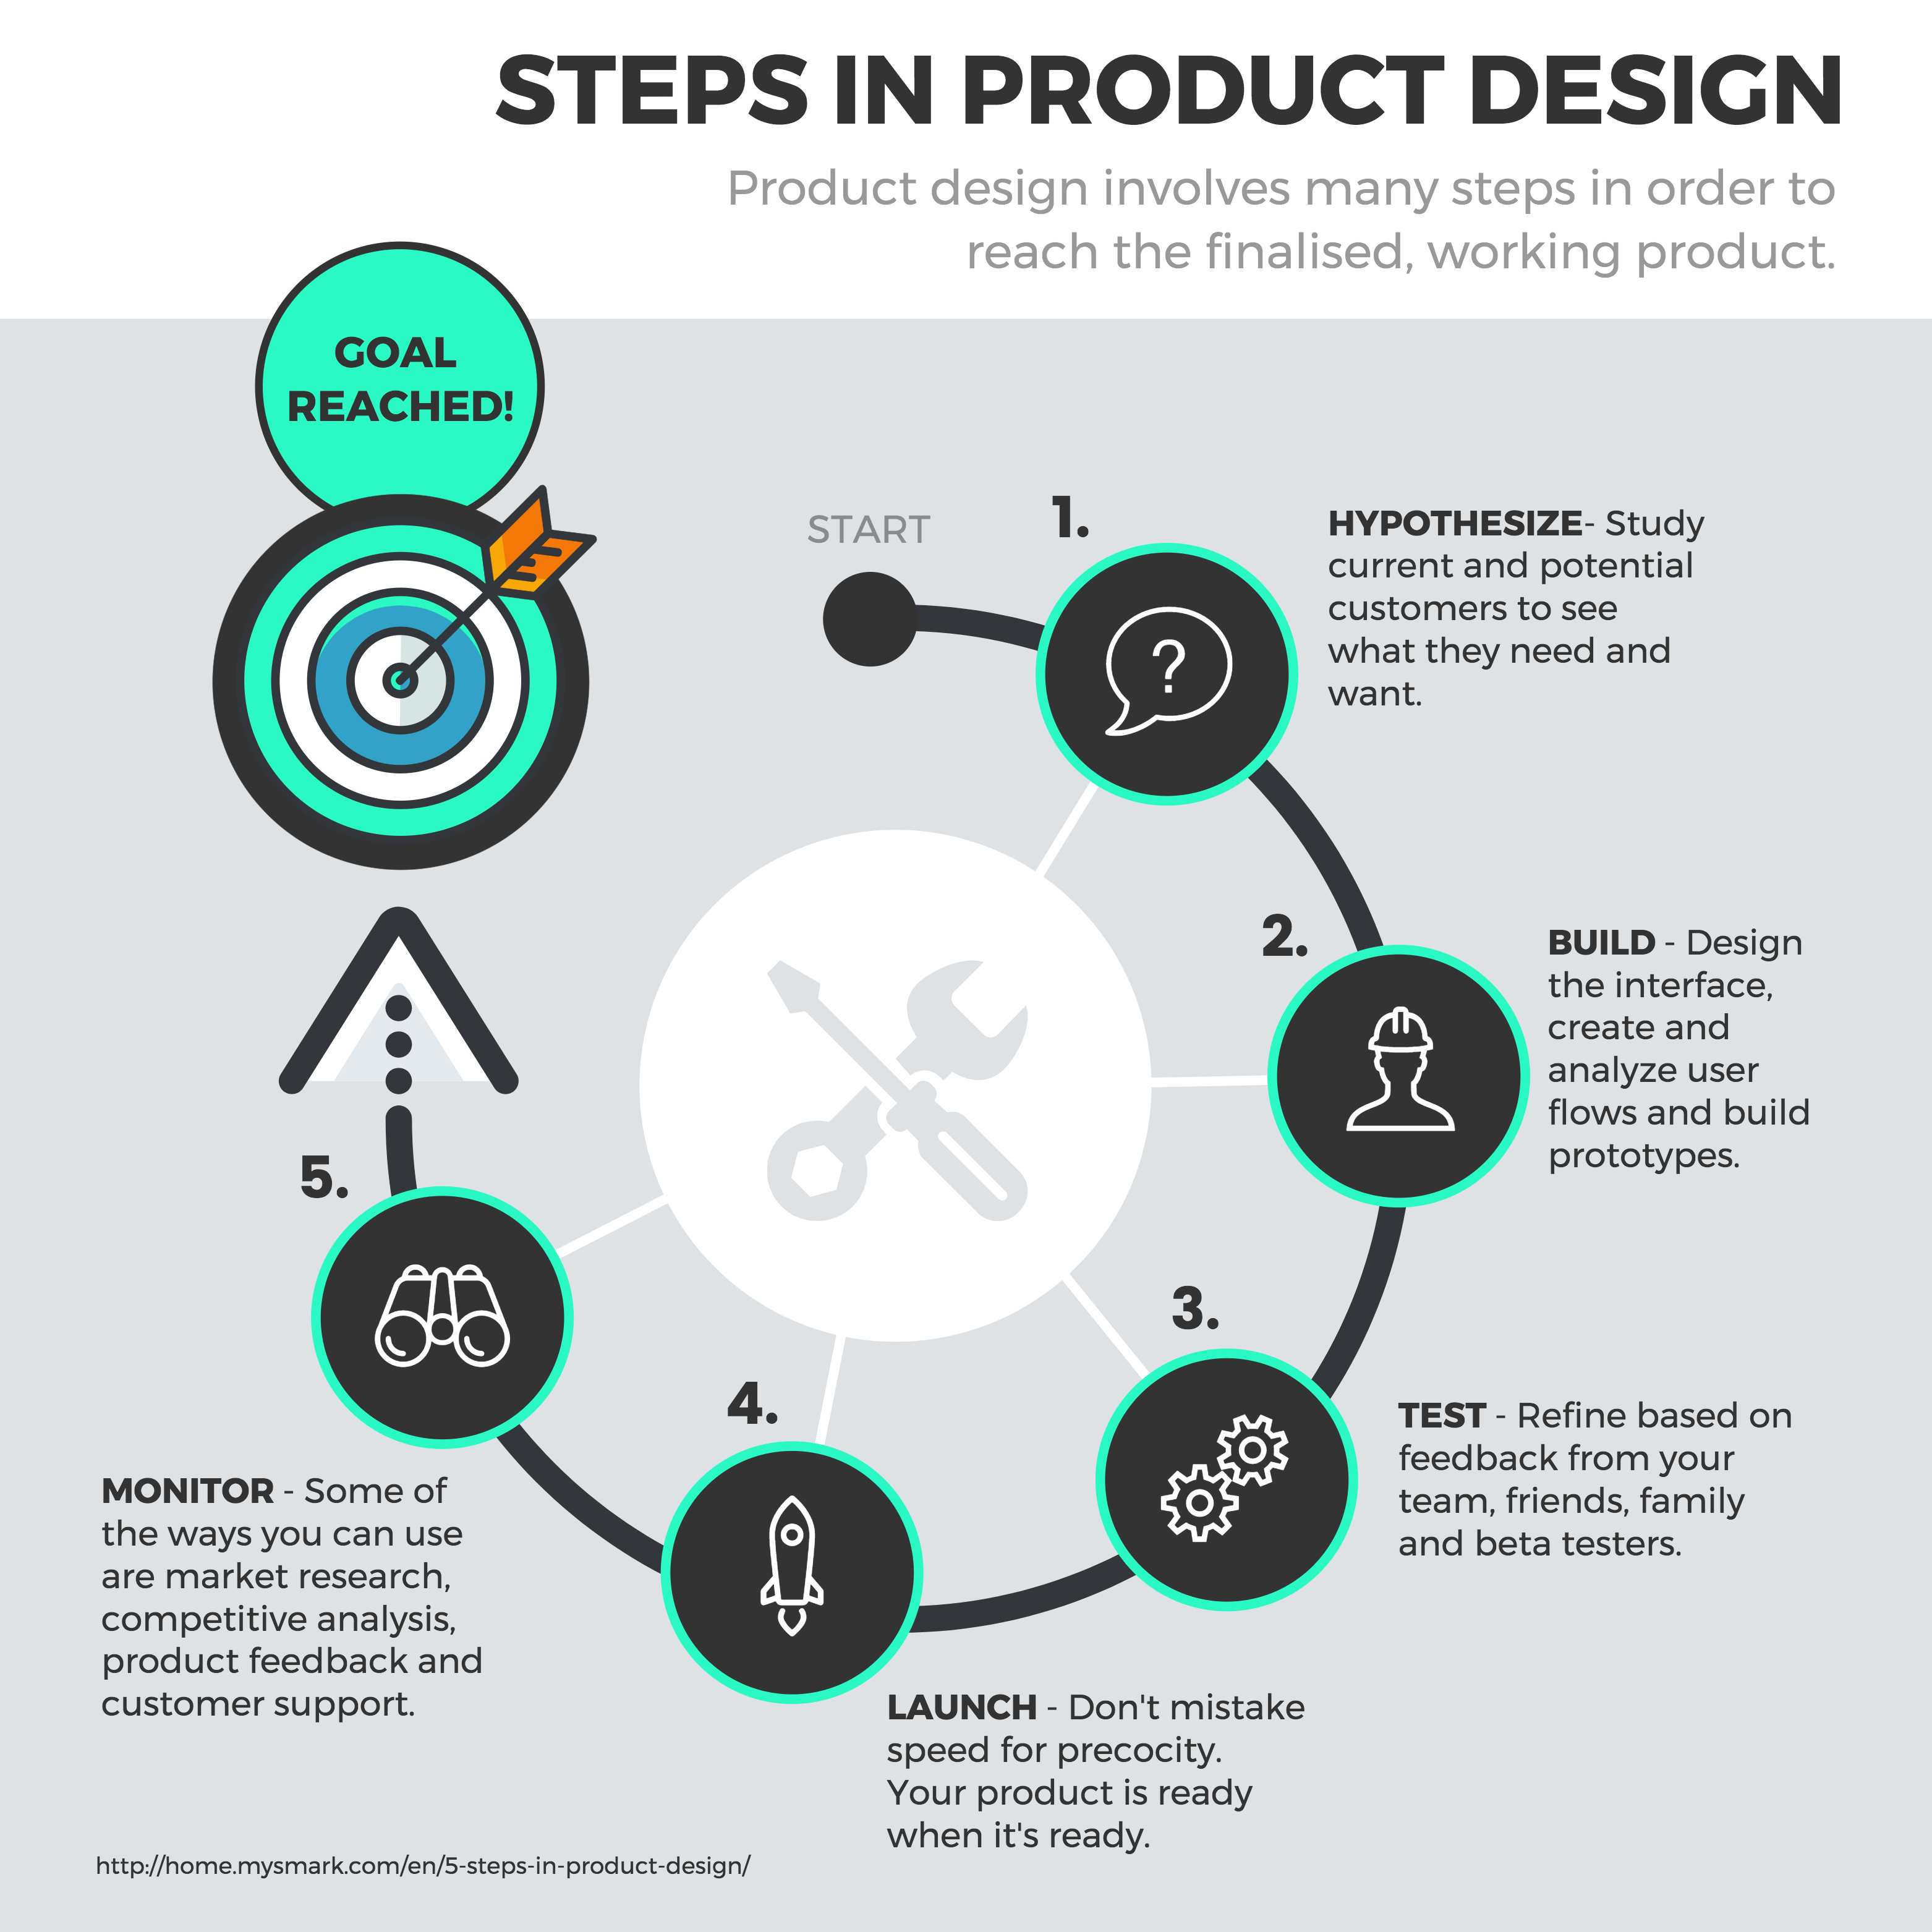 STEPS IN PRODUCT DESIGN
Product design involves many steps in order to
reach the finalised, working product.
GOAL
REACHED!
START
1.
HYPOTHESIZE- Study
current and potential
customers to see
what they need and
want.
2.
BUILD - Design
the interface,
create and
analyze user
flows and build
prototypes.
3.
TEST - Refine based on
feedback from your
team, friends, family
and beta testers.
4.
LAUNCH - Don't mistake
speed for precocity.
Your product is ready
when it's ready.
5.
MONITOR - Some of
the ways you can use
are market research,
competitive analysis,
product feedback and
customer support.
http://home.mysmark.com/en/5-steps-in-product-design/
?